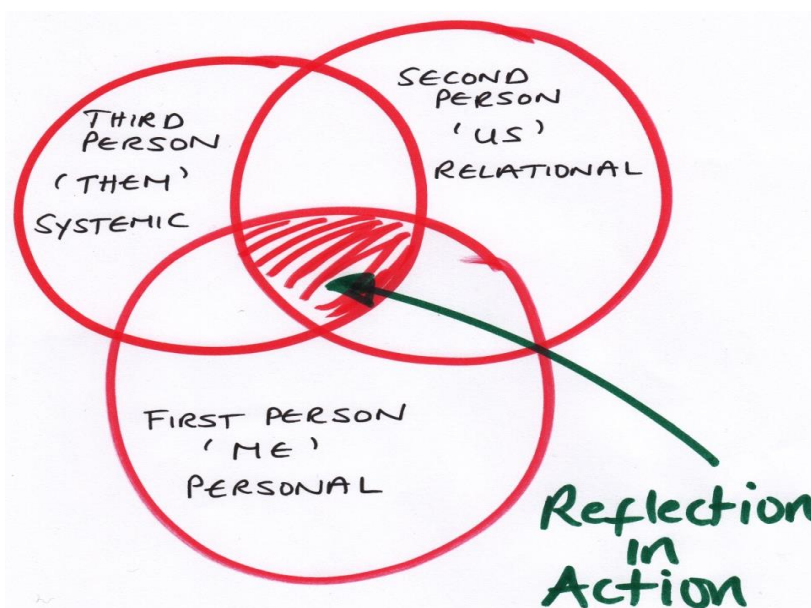 THIRD
PERSON
(THEM)
SYSTEMIC
SECOND
PERSON
'US'
RELATIONAL
FIRST PERSON
'ME'
PERSONAL
Reflection
in
Action